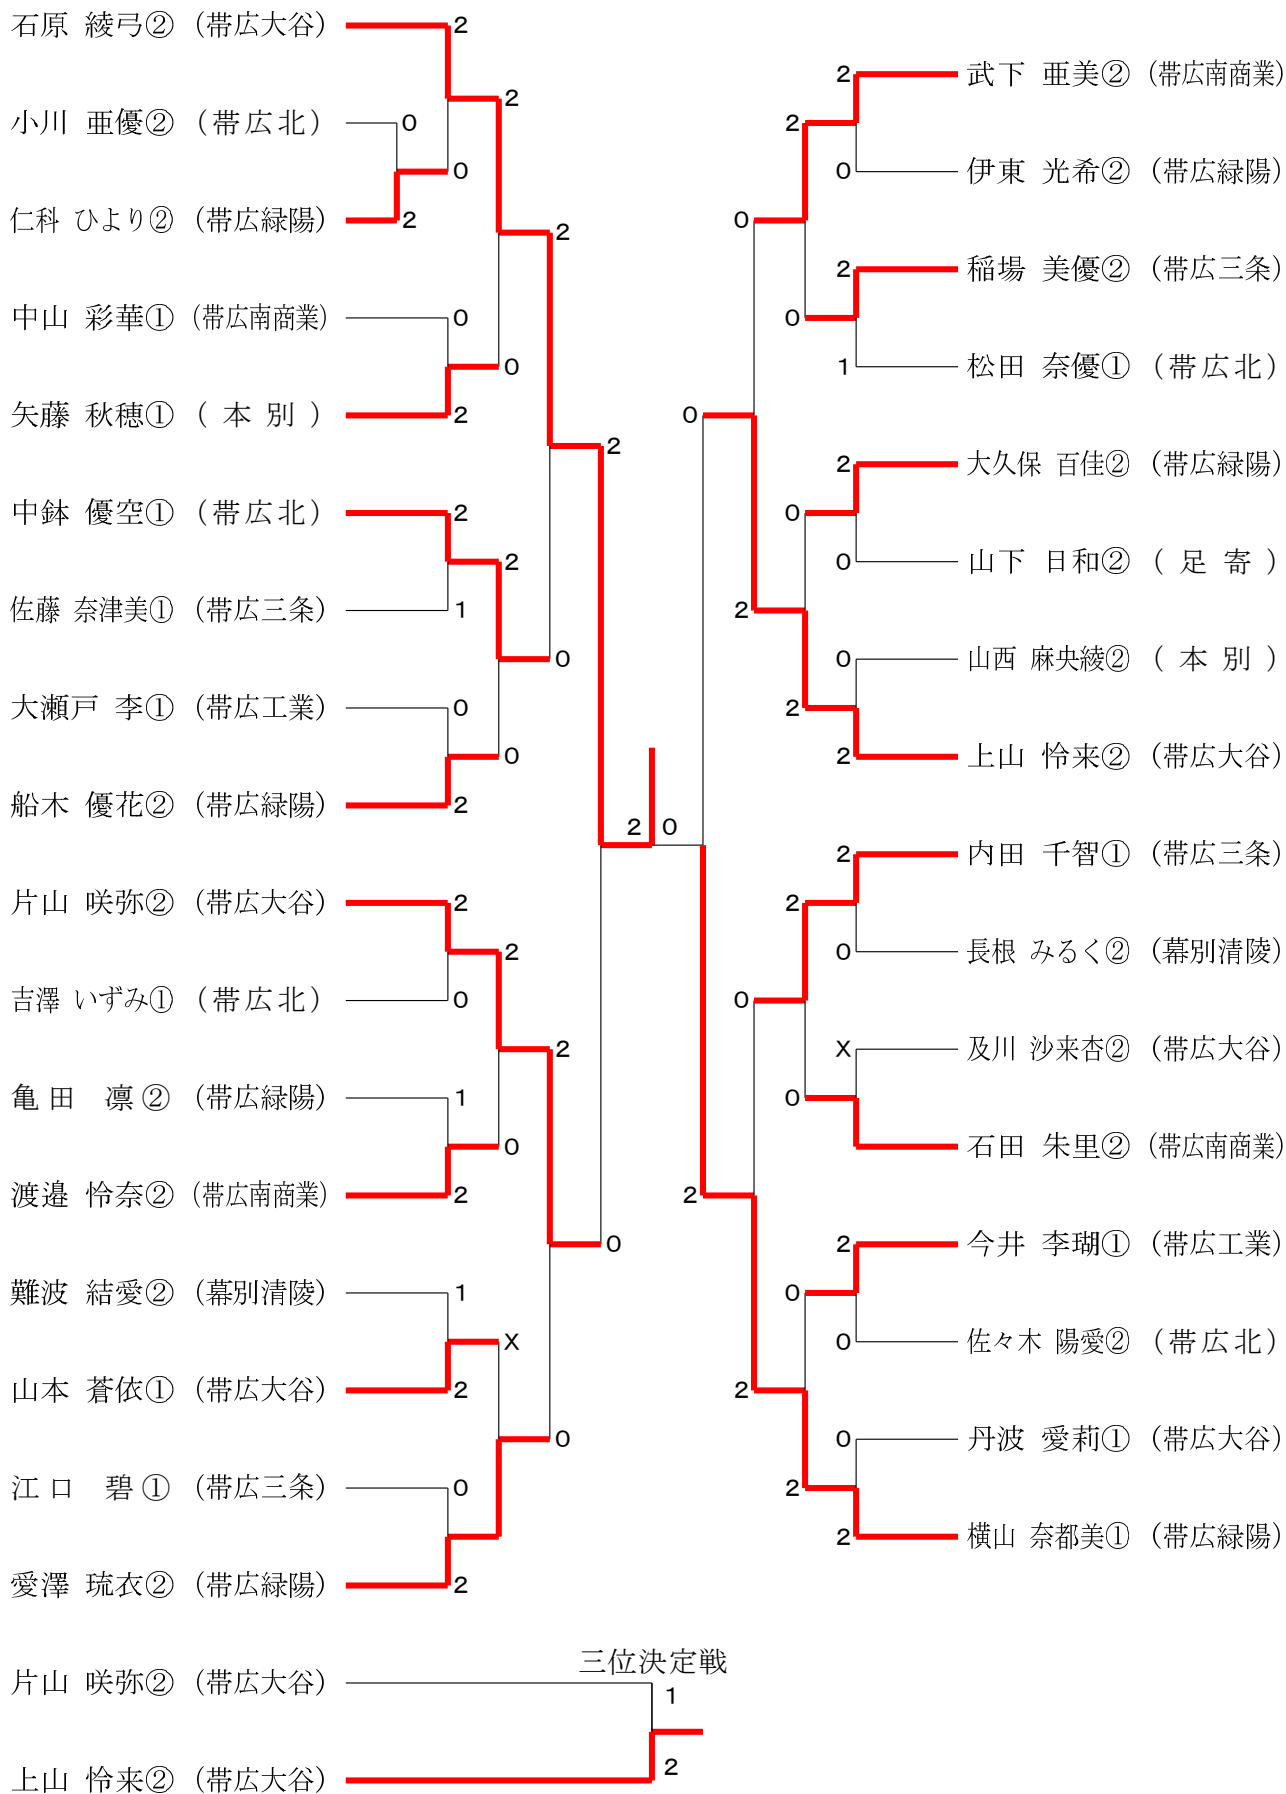 石原 綾弓② （帯広大谷）
2
2
小川 亜優② （帯広北）
0
0
仁科 ひより② （帯広緑陽）
2
2
中山 彩華① （帯広南商業）
0
0
矢藤 秋穂① （本別）
2
2
中鉢 優空① （帯広北）
2
2
佐藤 奈津美① （帯広三条）
1
0
大瀬戸 李① （帯広工業）
0
0
船木 優花② （帯広緑陽）
2
2 0
片山 咲弥② （帯広大谷）
2
2
吉澤 いずみ① （帯広北）
0
2
亀田 凛② （帯広緑陽）
1
0
渡邉 怜奈② （帯広南商業）
2
0
難波 結愛② （幕別清陵）
1
X
山本 蒼依① （帯広大谷）
2
0
江口 碧① （帯広三条）
0
愛澤 琉衣② （帯広緑陽）
2
2 武下 亜美② （帯広南商業）
2
0 伊東 光希② （帯広緑陽）
0
2 稲場 美優② （帯広三条）
0
1 松田 奈優① （帯広北）
0
2 大久保 百佳② （帯広緑陽）
0
0 山下 日和② （足寄）
2
0 山西 麻央綾② （本別）
2
2 上山 怜来② （帯広大谷）
2 内田 千智① （帯広三条）
2
0 長根 みるく② （幕別清陵）
0
X 及川 沙来杏② （帯広大谷）
0
石田 朱里② （帯広南商業）
2
2 今井 李瑚① （帯広工業）
0
0 佐々木 陽愛② （帯広北）
2
0 丹波 愛莉① （帯広大谷）
2
2 横山 奈都美① （帯広緑陽）
三位決定戦
片山 咲弥② （帯広大谷）
1
2
上山 怜来② （帯広大谷）